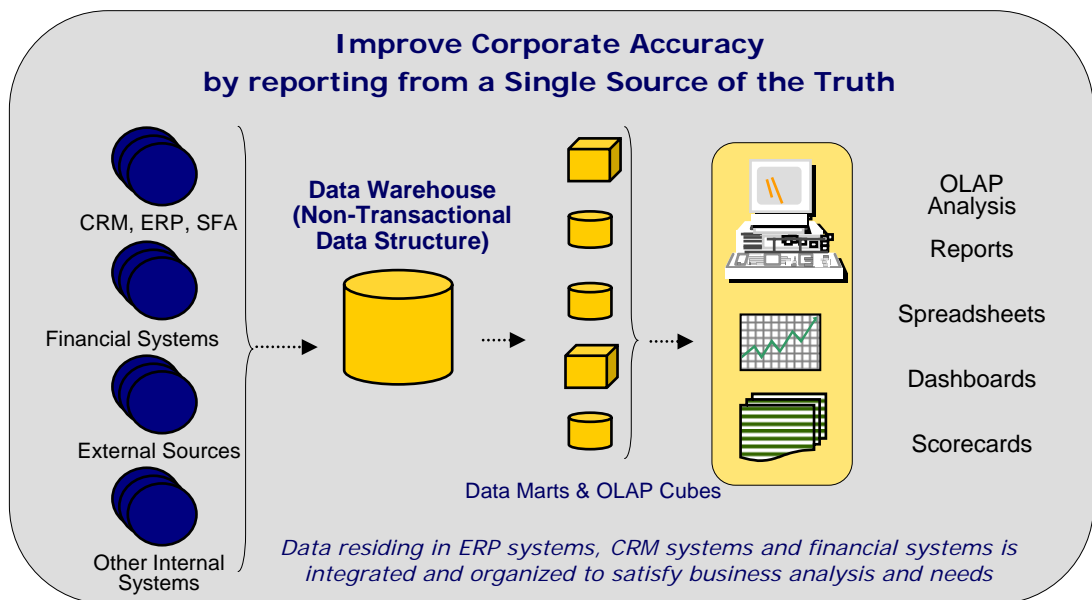 Improve Corporate Accuracy
by reporting from a Single Source of the Truth
CRM, ERP, SFA
Financial Systems
External Sources
Other Internal
Systems
Data Warehouse
(Non-Transactional
Data Structure)
Data Marts & OLAP Cubes
OLAP
Analysis
Reports
Spreadsheets
Dashboards
Scorecards
Data residing in ERP systems, CRM systems and financial systems is
integrated and organized to satisfy business analysis and needs